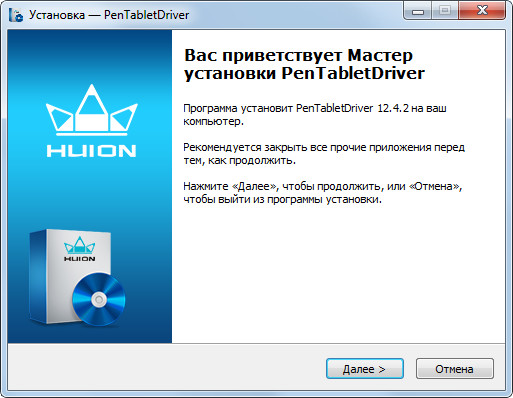 Установка — PenTabletDriver
Вас приветствует Мастер
установки PenTabletDriver
Программа установит PenTabletDriver 12.4.2 на ваш
компьютер.
Рекомендуется закрыть все прочие приложения перед
тем, как продолжить.
Нажмите «Далее», чтобы продолжить, или «Отмена»,
чтобы выйти из программы установки.
HUION
HUION
Далее >
Отмена